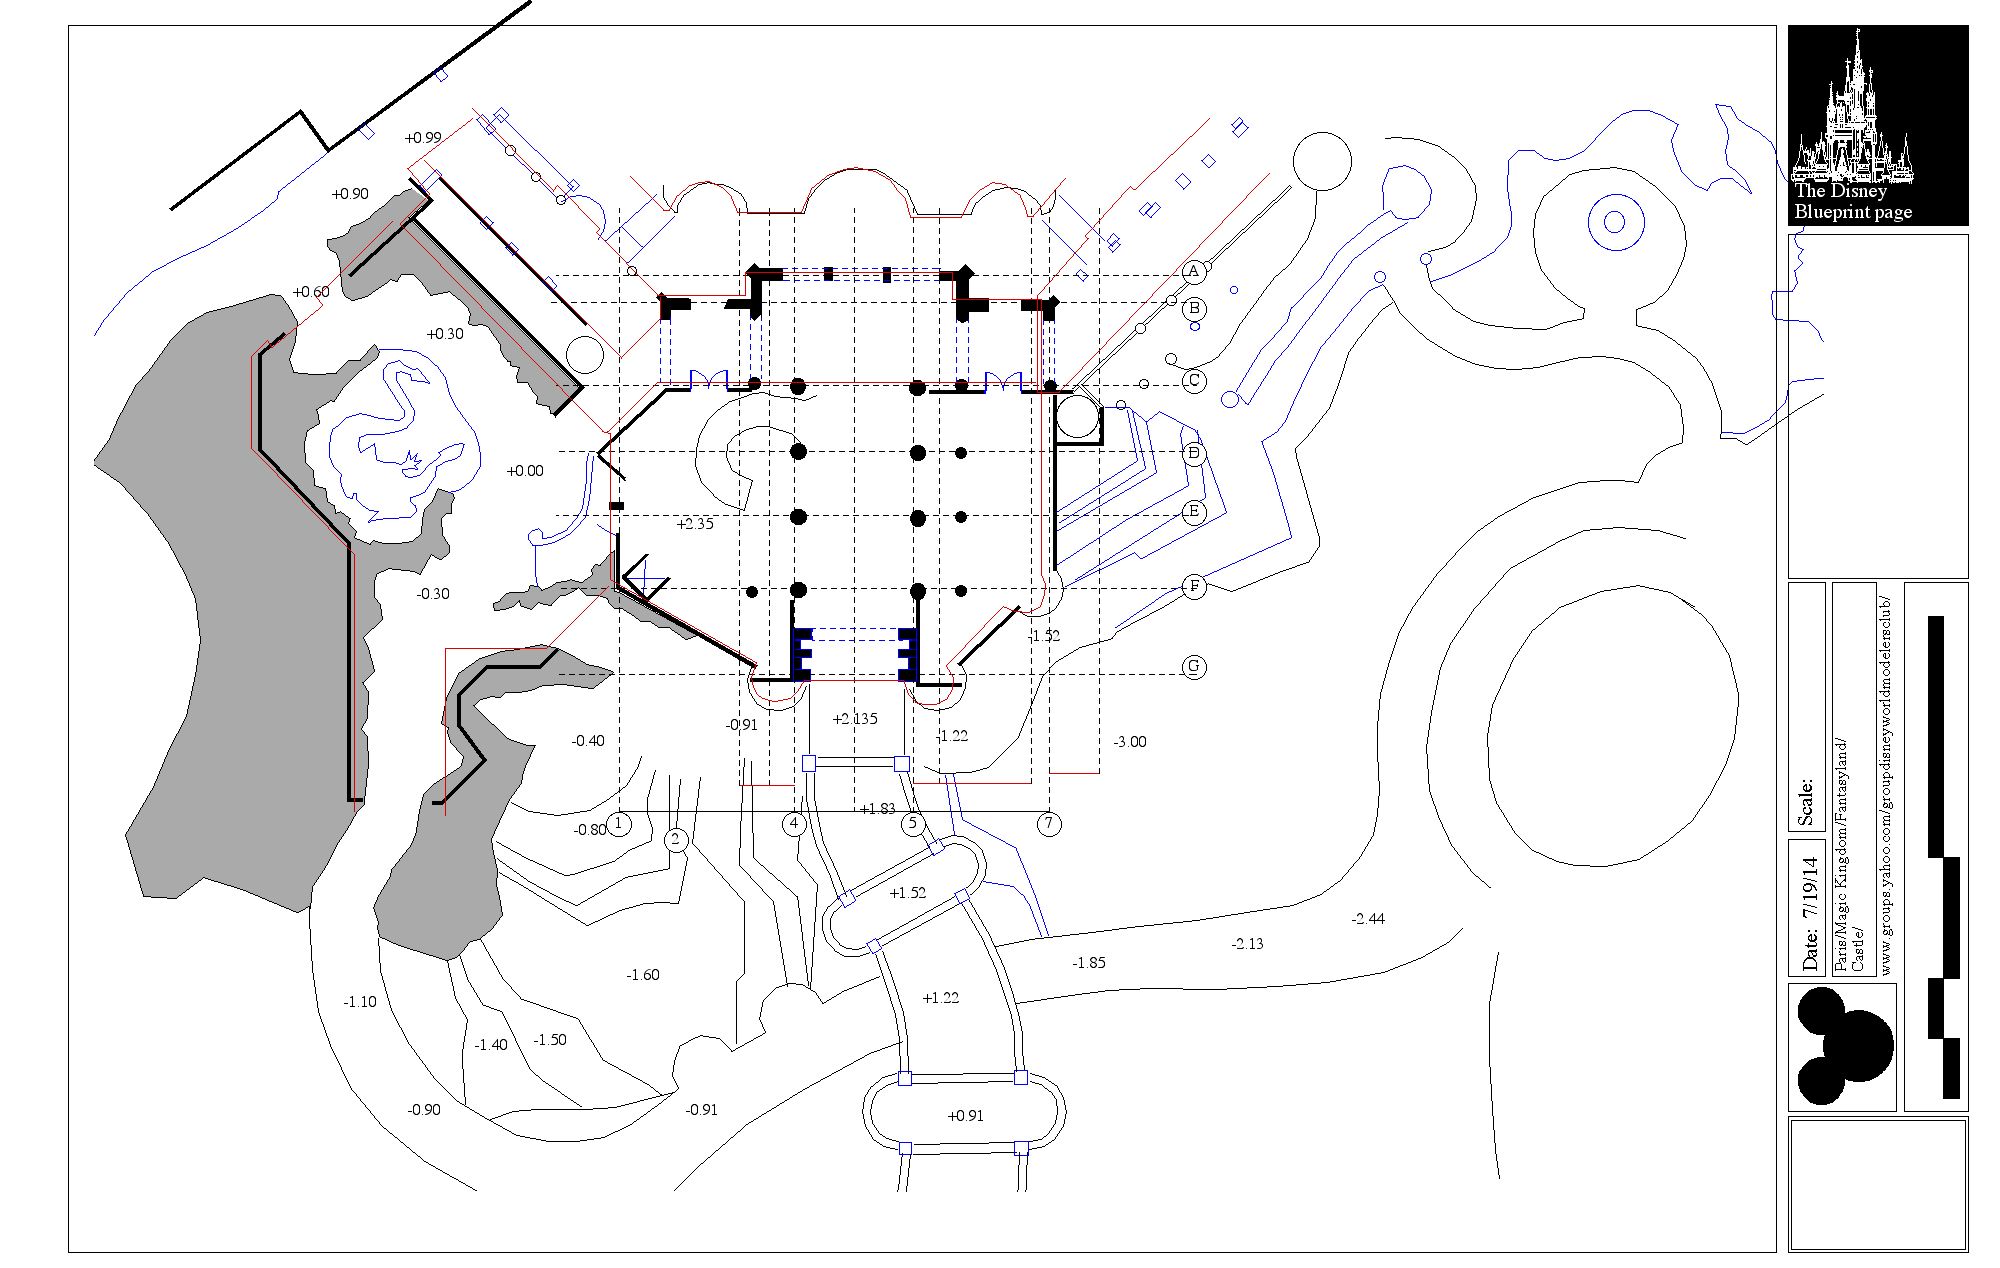 +0.99
+0.90
+0.60
+0.30
+0.00
-0.30
+2.35
A
B
C
D
E
F
G
-1.52
-0.91
+2.135
-1.22
-3.00
-0.40
+1.83
-0.80
1
2
4
5
7
+1.52
-2.44
-2.13
-1.85
-1.60
+1.22
-1.10
-1.40
-1.50
-0.90
-0.91
+0.91
The Disney
Blueprint page
Scale:
Date: 7/19/14
Paris/Magic Kingdom/Fantasyland/
Castle/
www.groups.yahoo.com/groupdisneyworldmodelersclub/